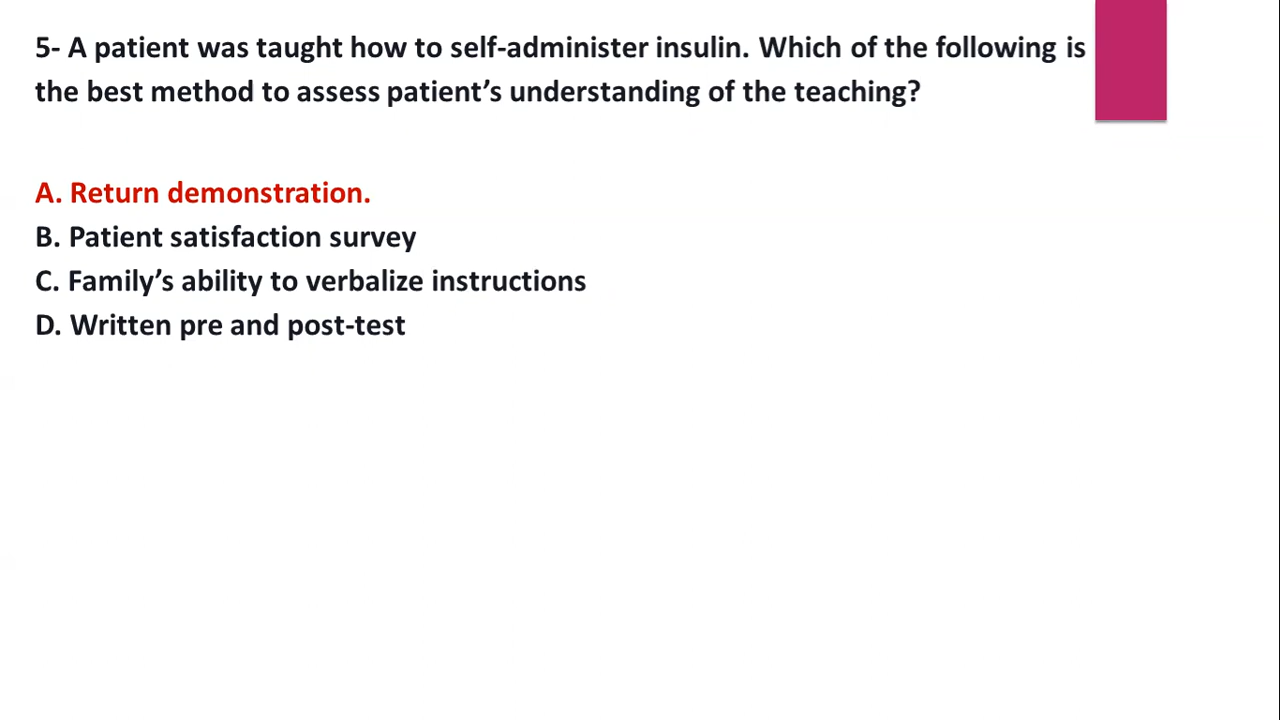 5- A patient was taught how to self-administer insulin. Which of the following is
the best method to assess patient’s understanding of the teaching?
A. Return demonstration.
B. Patient satisfaction survey
C. Family’s ability to verbalize instructions
D. Written pre and post-test